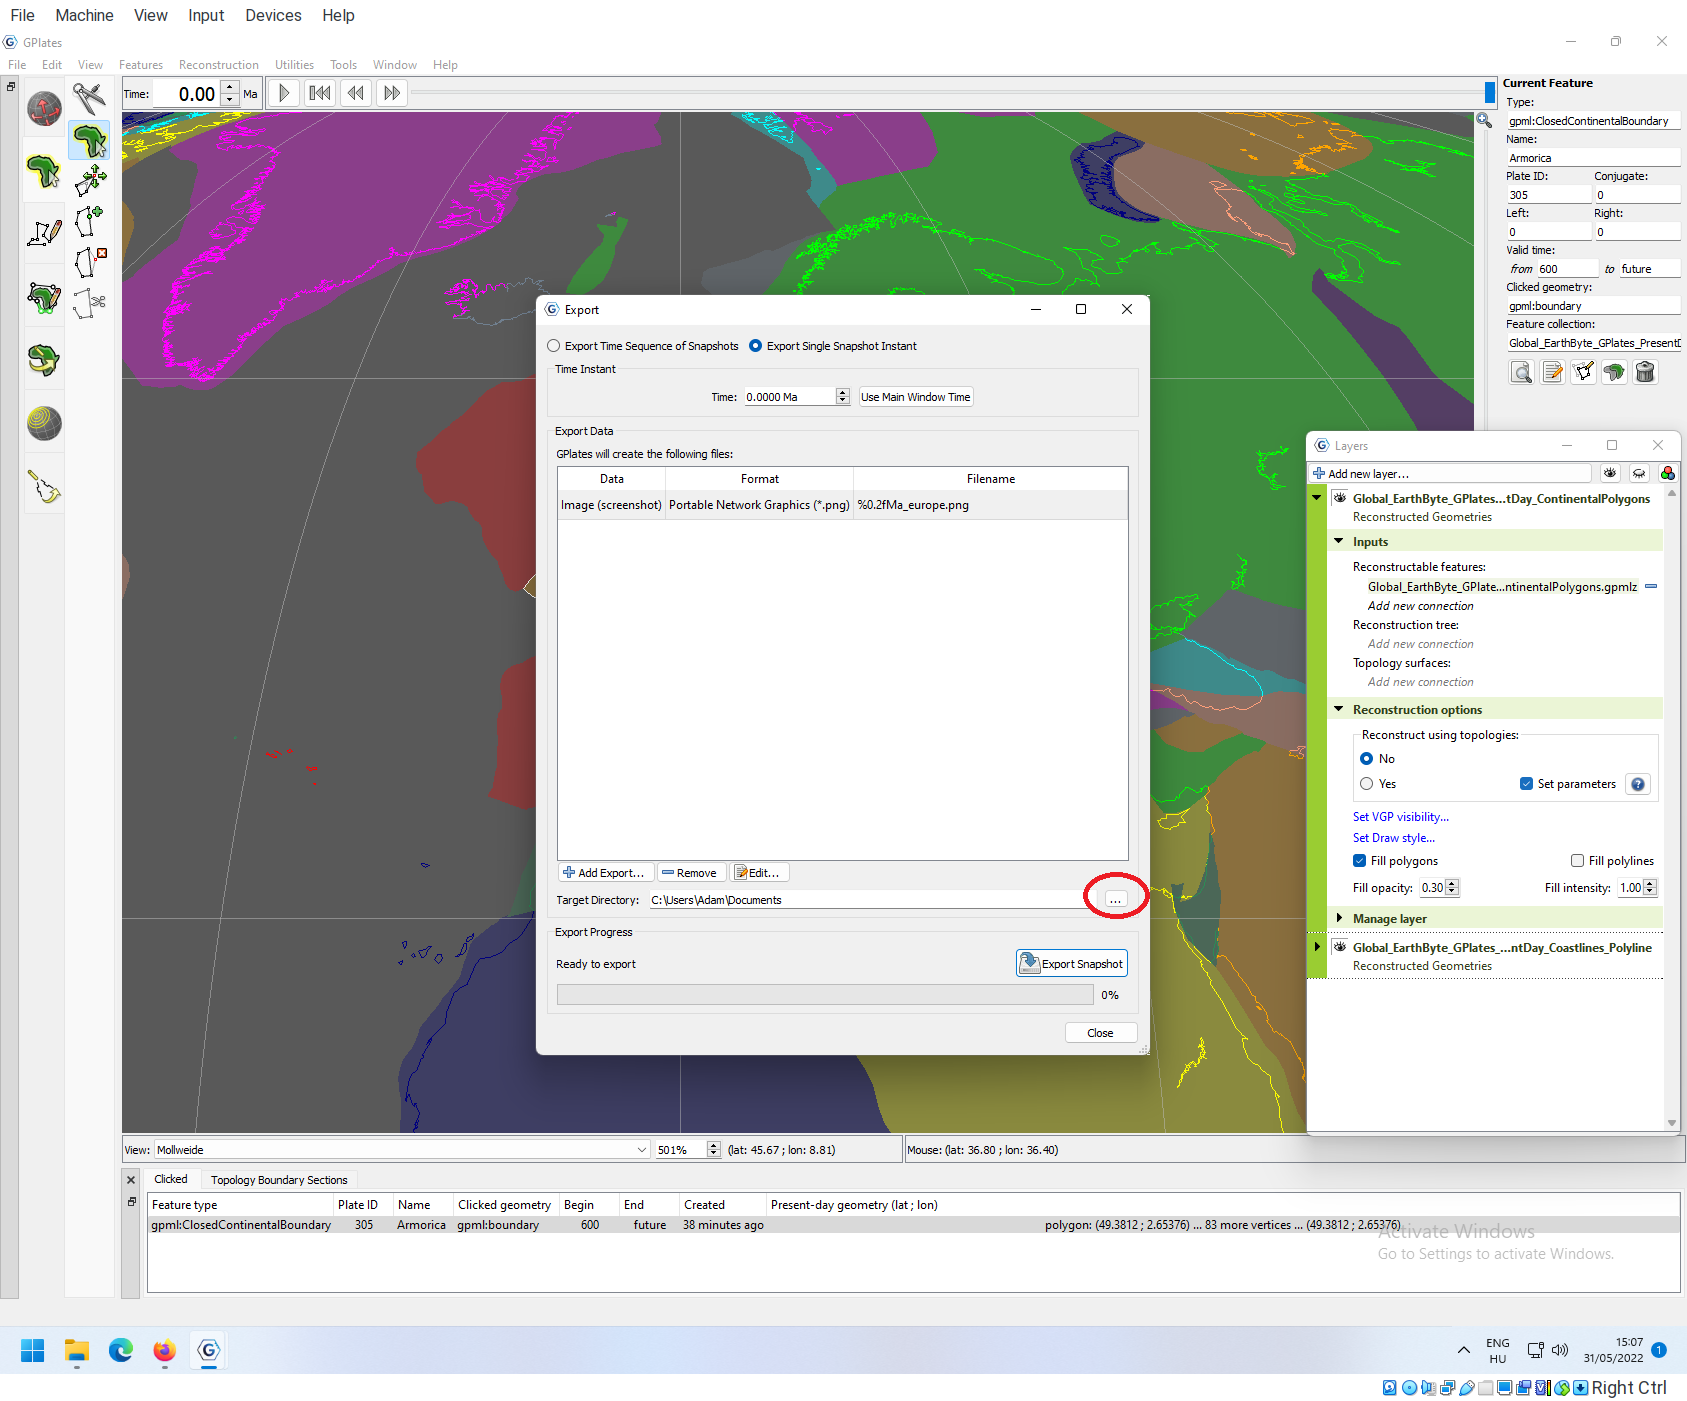 File Machine View Input Devices Help
GPlates
File Edit View Features Reconstruction Utilities Tools Window Help
Time: 0.00 Ma
Current Feature
Type:
gpml:ClosedContinentalBoundary
Name:
Armorica
Plate ID: Conjugate:
305 0
Left: Right:
0 0
Valid time:
from 600 to future
Clicked geometry:
gpml:boundary
Feature collection:
Global_EarthByte_GPlates_PresentD
Export
Export Time Sequence of Snapshots Export Single Snapshot Instant
Time Instant
Time: 0.0000 Ma Use Main Window Time
Export Data
GPlates will create the following files:
Data Format Filename
Image (screenshot) Portable Network Graphics (*.png) %0.2fMa_europe.png
Add Export... Remove Edit...
Target Directory: C:\Users\Adam\Documents ...
Export Progress
Ready to export Export Snapshot
0%
Close
Layers
Add new layer...
Global_EarthByte_GPlates...tDay_ContinentalPolygons
Reconstructed Geometries
Inputs
Reconstructable features:
Global_EarthByte_GPlate...ntinentalPolygons.gpmlz
Add new connection
Reconstruction tree:
Add new connection
Topology surfaces:
Add new connection
Reconstruction options
Reconstruct using topologies:
No
Yes Set parameters ?
Set VGP visibility...
Set Draw style...
Fill polygons Fill polylines
Fill opacity: 0.30 Fill intensity: 1.00
Manage layer
Global_EarthByte_GPlates_...ntDay_Coastlines_Polyline
Reconstructed Geometries
View: Mollweide 501% (lat: 45.67 ; lon: 8.81) Mouse: (lat: 36.80 ; lon: 36.40)
Clicked Topology Boundary Sections
Feature type Plate ID Name Clicked geometry Begin End Created Present-day geometry (lat ; lon)
gpml:ClosedContinentalBoundary 305 Armorica gpml:boundary 600 future 38 minutes ago polygon: (49.3812 ; 2.65376) ... 83 more vertices ... (49.3812 ; 2.65376)
Activate Windows
Go to Settings to activate Windows.
ENG
HU
15:07
31/05/2022
1
Right Ctrl